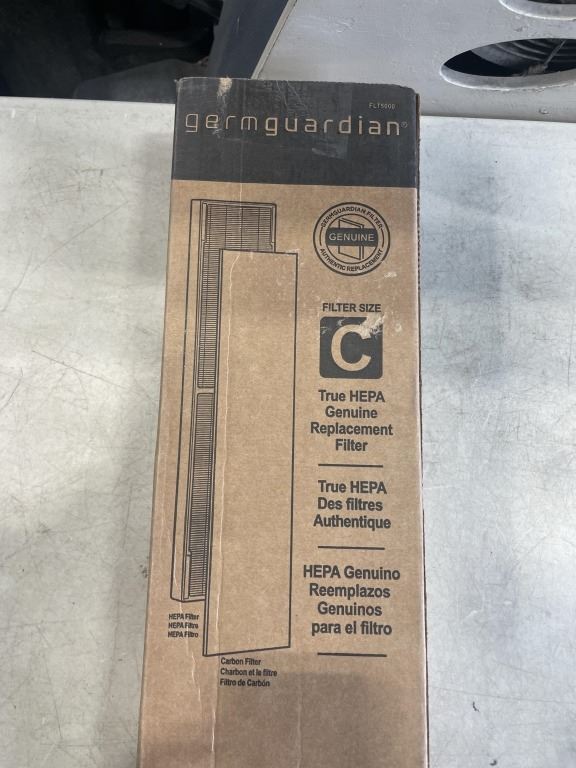 FLT5000
germguardian®
GERMGUARDIAN FILTER
GENUINE
AUTHENTIC REPLACEMENT
FILTER SIZE
C
True HEPA
Genuine
Replacement
Filter
True HEPA
Des filtres
Authentique
HEPA Genuino
Reemplazos
Genuinos
para el filtro
HEPA Filter
HEPA Filtre
HEPA Filtro
Carbon Filter
Charbon et le filtre
Filtro de Carbón